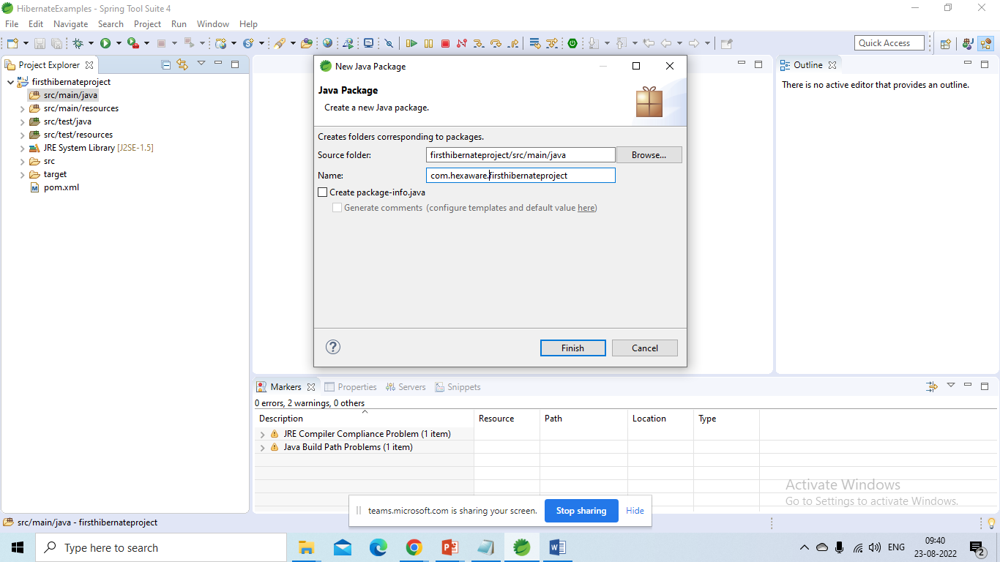 HibernateExamples - Spring Tool Suite 4
File Edit Navigate Search Project Run Window Help
Quick Access
Project Explorer
firsthibernateproject
src/main/java
src/main/resources
src/test/java
src/test/resources
JRE System Library [J2SE-1.5]
src
target
pom.xml
New Java Package
Java Package
Create a new Java package.
Creates folders corresponding to packages.
Source folder: firsthibernateproject/src/main/java Browse...
Name: com.hexaware.firsthibernateproject
Create package-info.java
Generate comments (configure templates and default value here)
? Finish Cancel
Outline
There is no active editor that provides an outline.
Markers Properties Servers Snippets
0 errors, 2 warnings, 0 others
Description Resource Path Location Type
JRE Compiler Compliance Problem (1 item)
Java Build Path Problems (1 item)
Activate Windows
Go to Settings to activate Windows.
teams.microsoft.com is sharing your screen. Stop sharing Hide
src/main/java - firsthibernateproject
Type here to search
ENG
09:40
23-08-2022
2